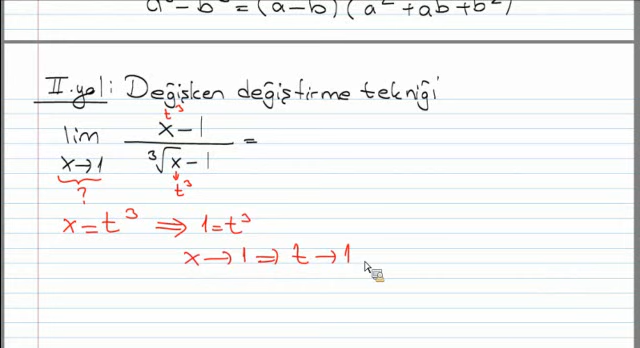 a³ - b³ = (a-b) (a² + ab + b²)
II. yol: Değişken değiştirme tekniği
t³
lim x→1 (x-1)/(∛x - 1) =
? t³
x = t³ ⇒ 1 = t³
x → 1 ⇒ t → 1